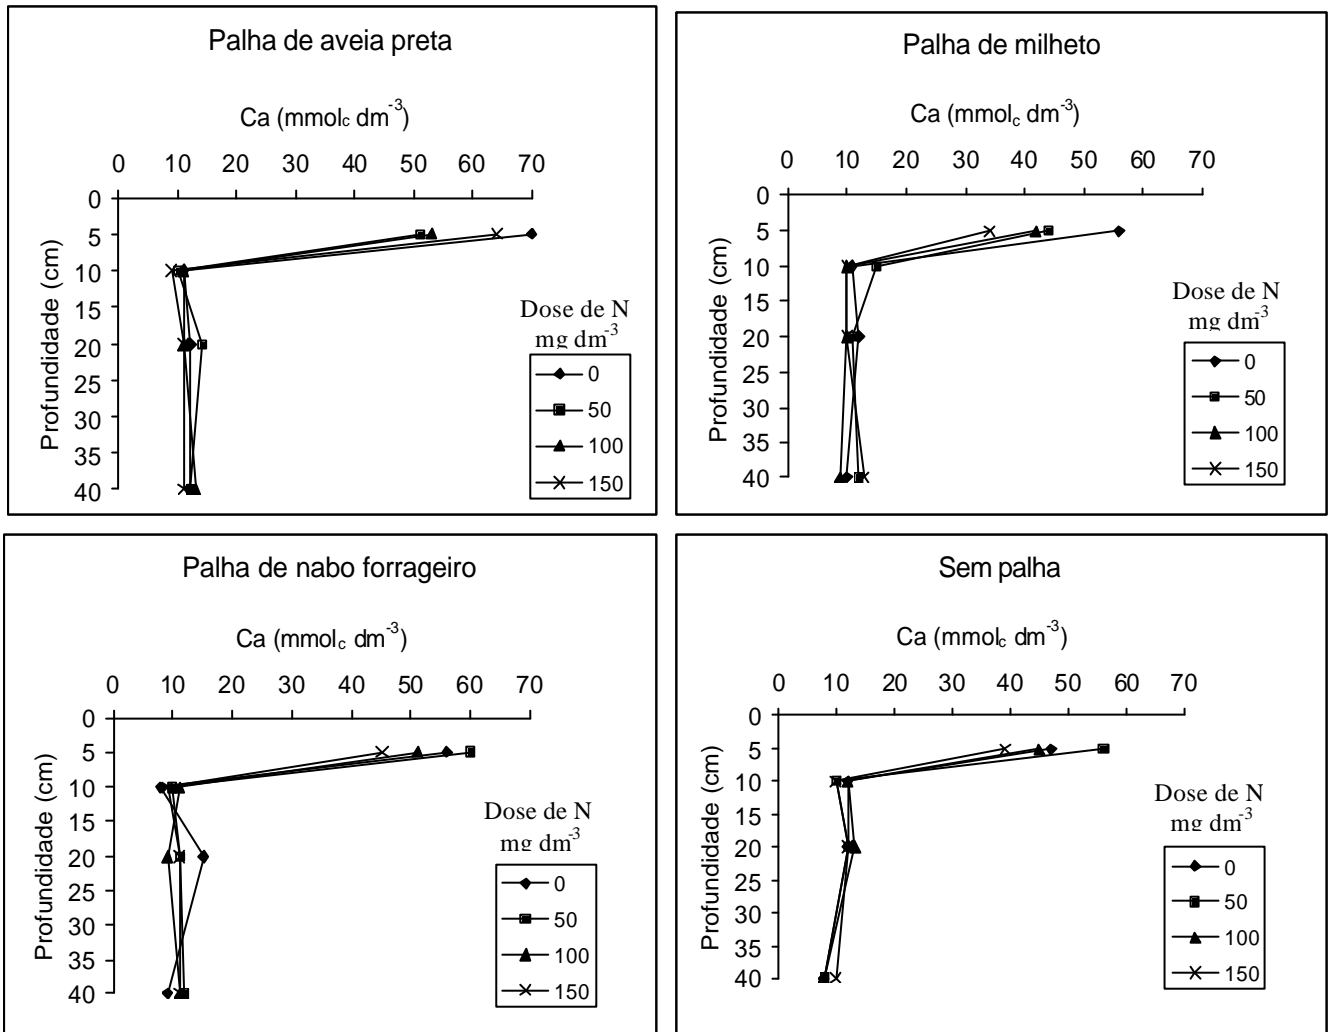 Palha de aveia preta
Ca (mmolc dm-3)
0 10 20 30 40 50 60 70
Profundidade (cm)
0
5
10
15
20
25
30
35
40
Dose de N
mg dm-3
0
50
100
150
Palha de milheto
Ca (mmolc dm-3)
0 10 20 30 40 50 60 70
Profundidade (cm)
0
5
10
15
20
25
30
35
40
Dose de N
mg dm-3
0
50
100
150
Palha de nabo forrageiro
Ca (mmolc dm-3)
0 10 20 30 40 50 60 70
Profundidade (cm)
0
5
10
15
20
25
30
35
40
Dose de N
mg dm-3
0
50
100
150
Sem palha
Ca (mmolc dm-3)
0 10 20 30 40 50 60 70
Profundidade (cm)
0
5
10
15
20
25
30
35
40
Dose de N
mg dm-3
0
50
100
150